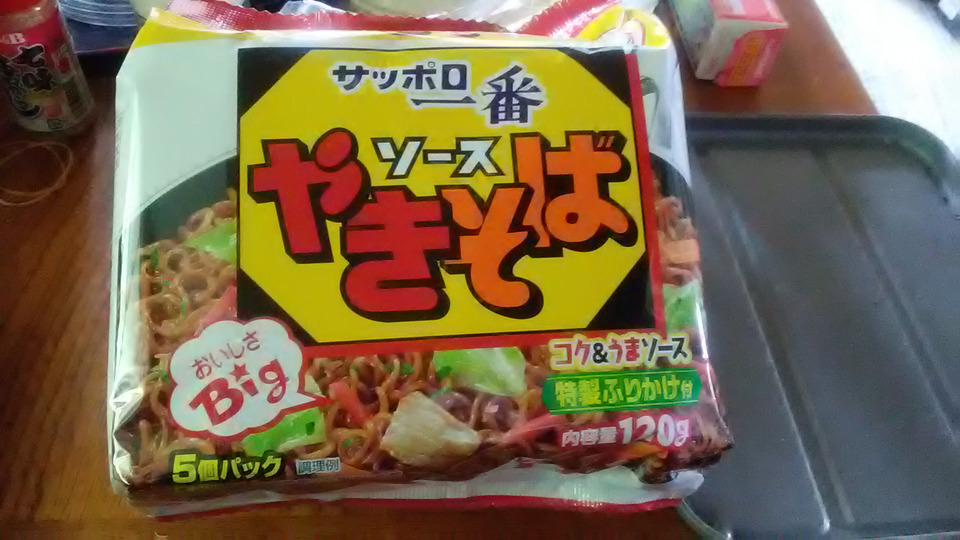 サッポロ一番
ソース
やきそば
おいしさ
Big
コク&うまソース
特製ふりかけ付
内容量120g
5個パック
調理例